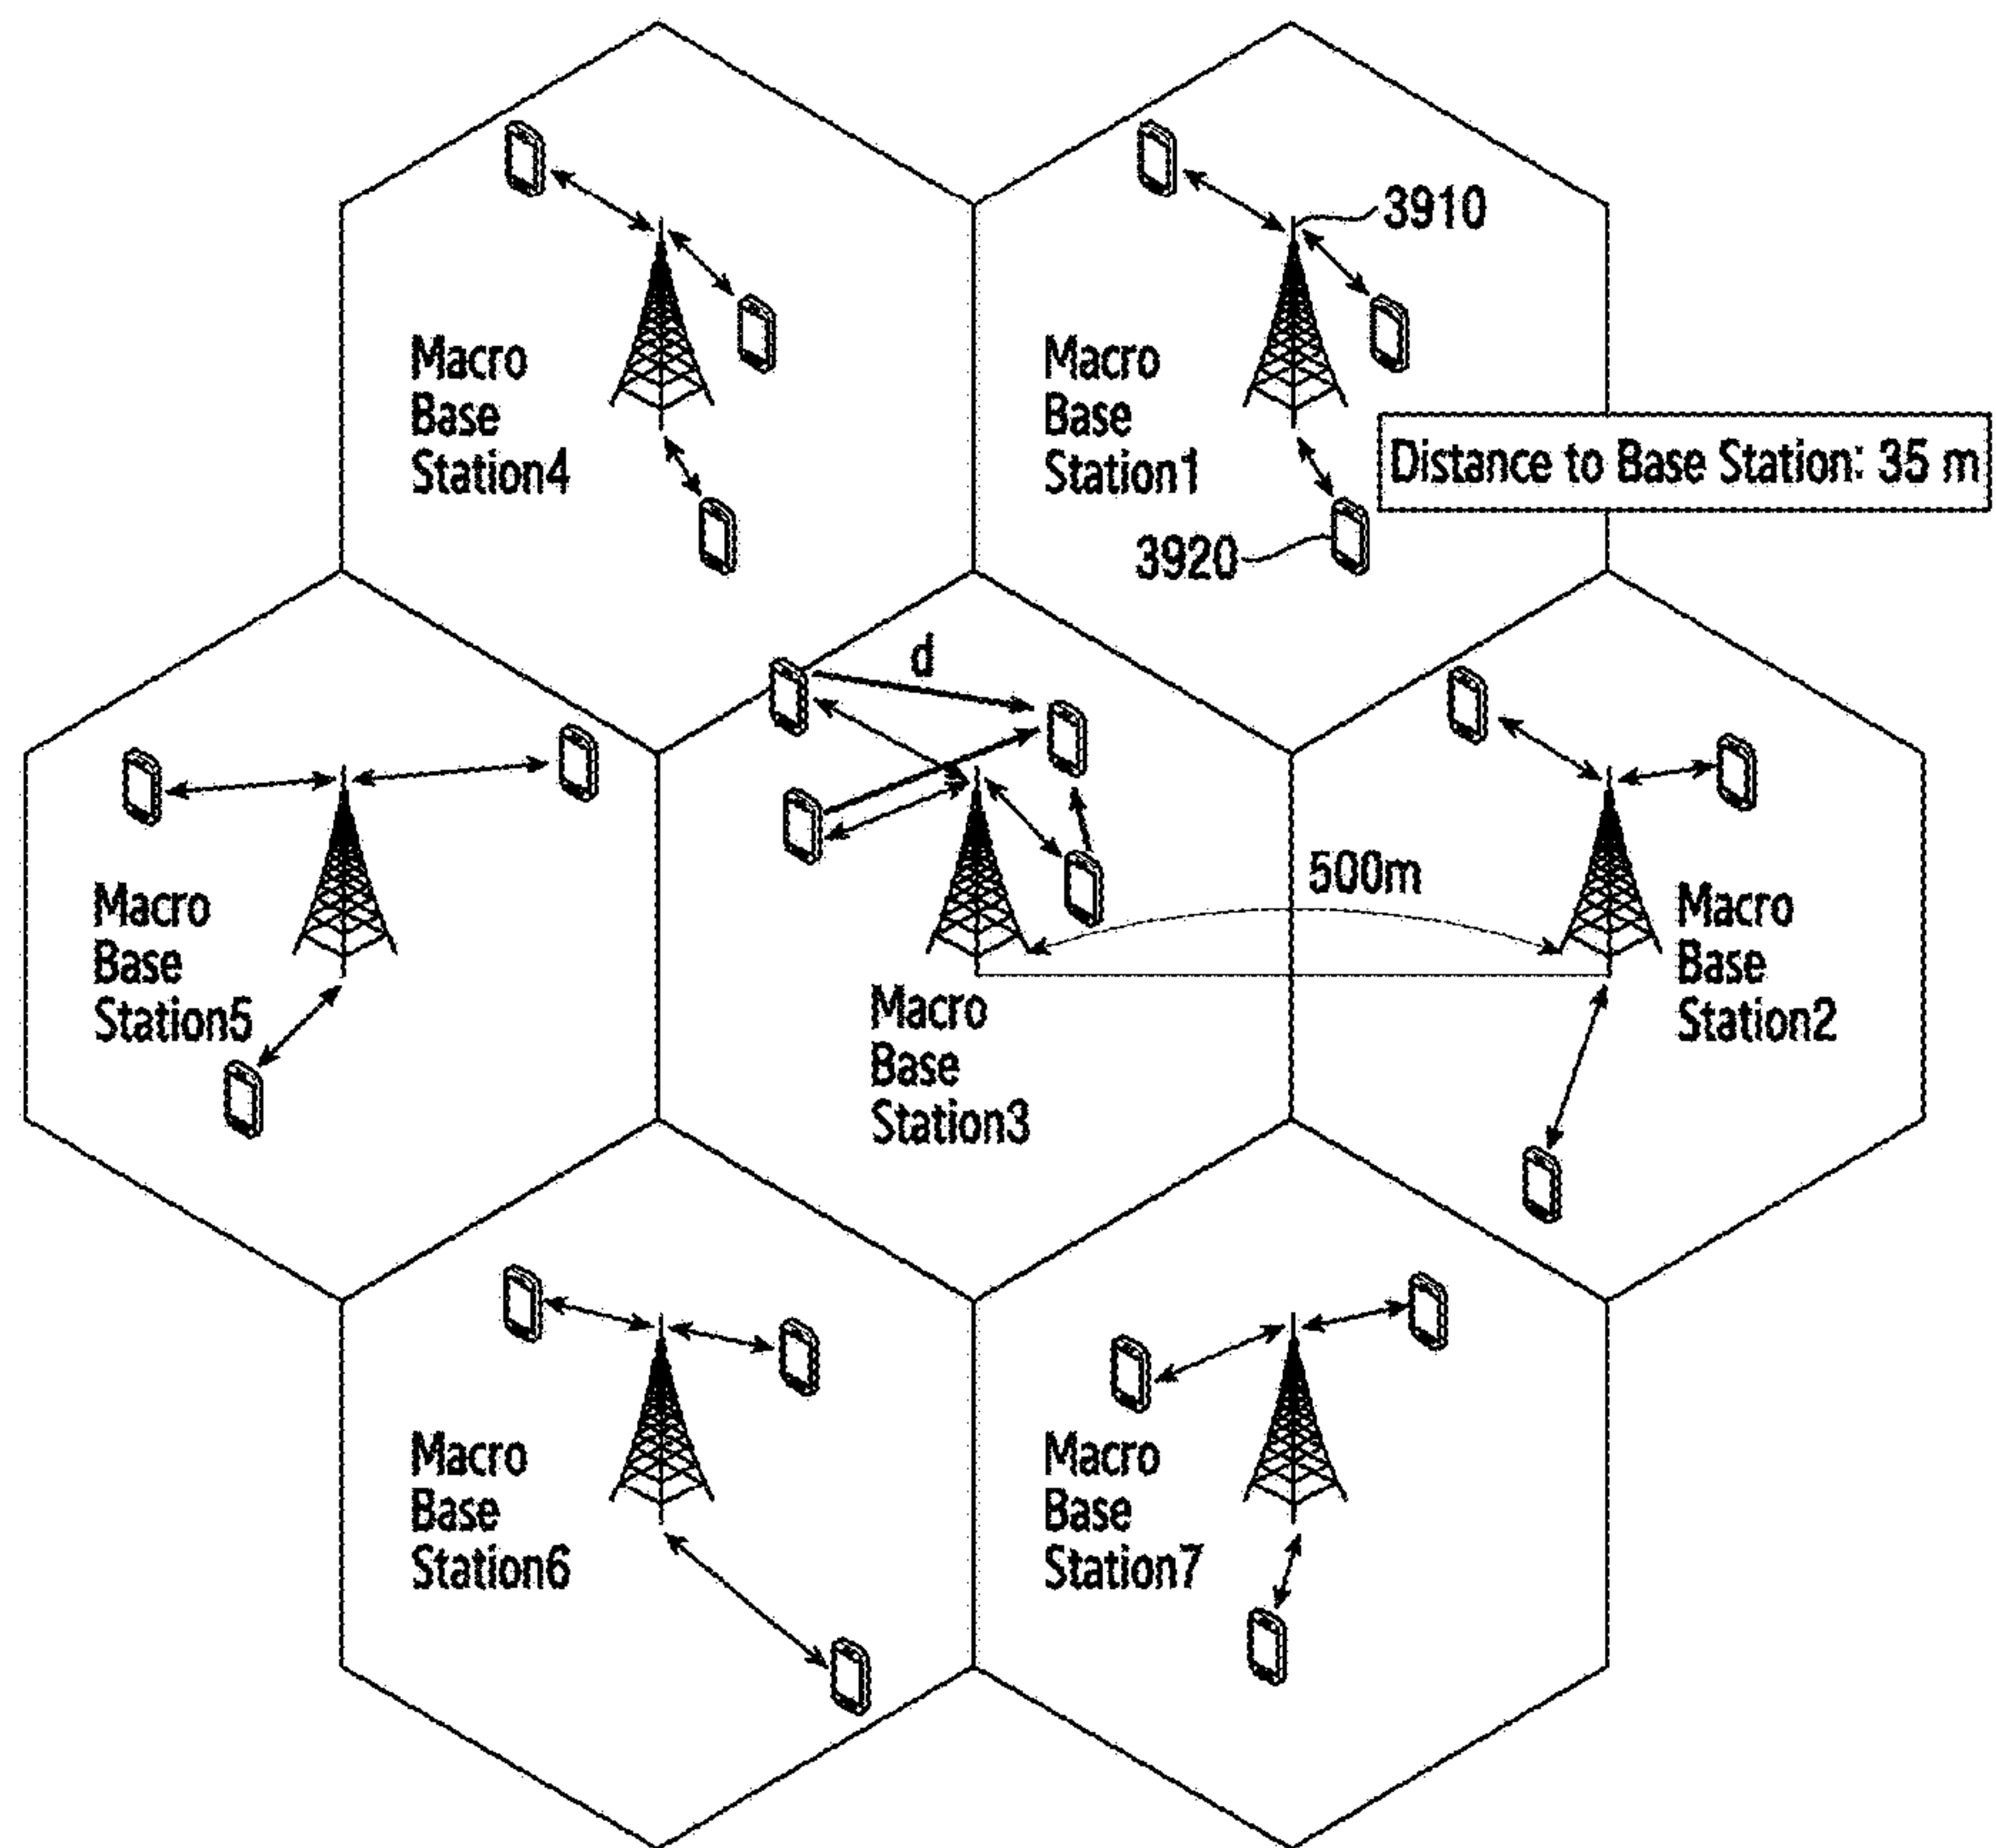 3910
Macro
Base
Station4
Macro
Base
Station1
Distance to Base Station: 35 m
3920
d
500m
Macro
Base
Station5
Macro
Base
Station3
Macro
Base
Station2
Macro
Base
Station6
Macro
Base
Station7